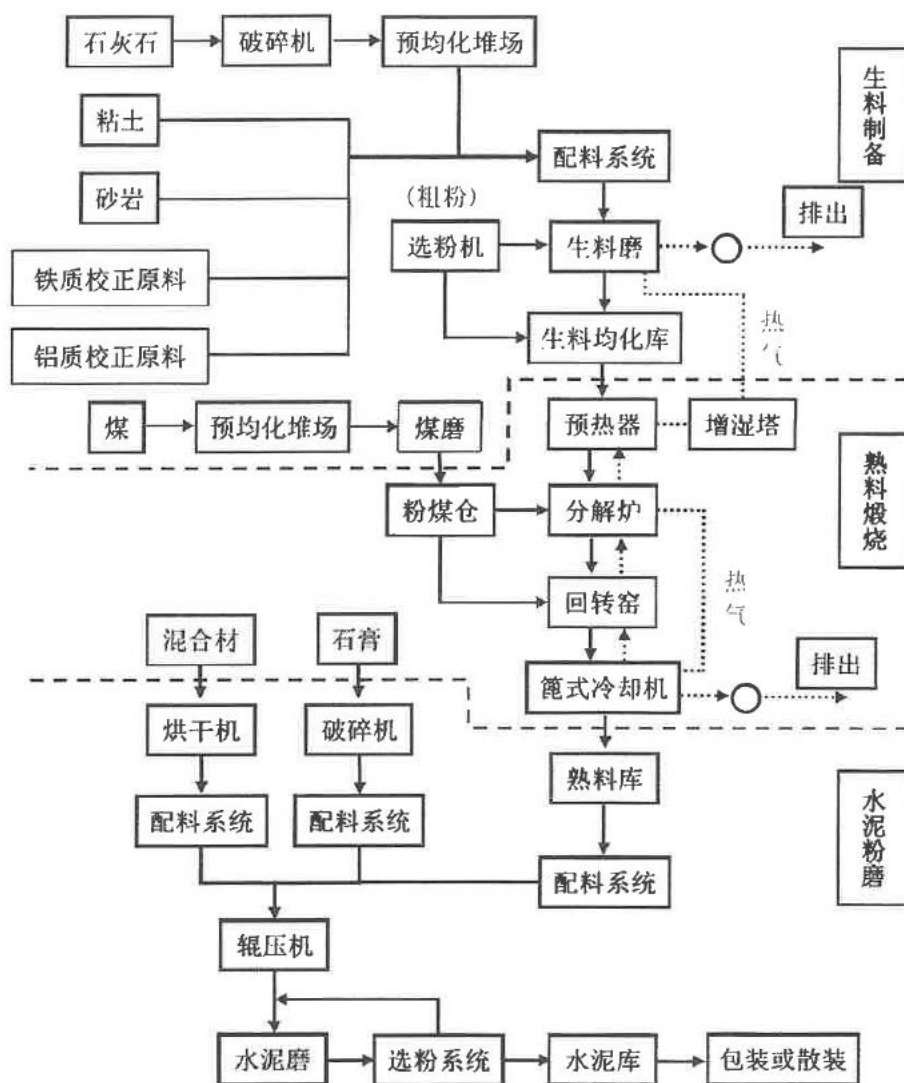 石灰石
破碎机
预均化堆场
生料制备
粘土
配料系统
砂岩
(粗粉)
排出
选粉机
生料磨
铁质校正原料
热气
生料均化库
铝质校正原料
煤
预均化堆场
煤磨
预热器
增湿塔
熟料煅烧
粉煤仓
分解炉
热气
回转窑
混合材
石膏
排出
篦式冷却机
烘干机
破碎机
熟料库
水泥粉磨
配料系统
配料系统
配料系统
辊压机
水泥磨
选粉系统
水泥库
包装或散装